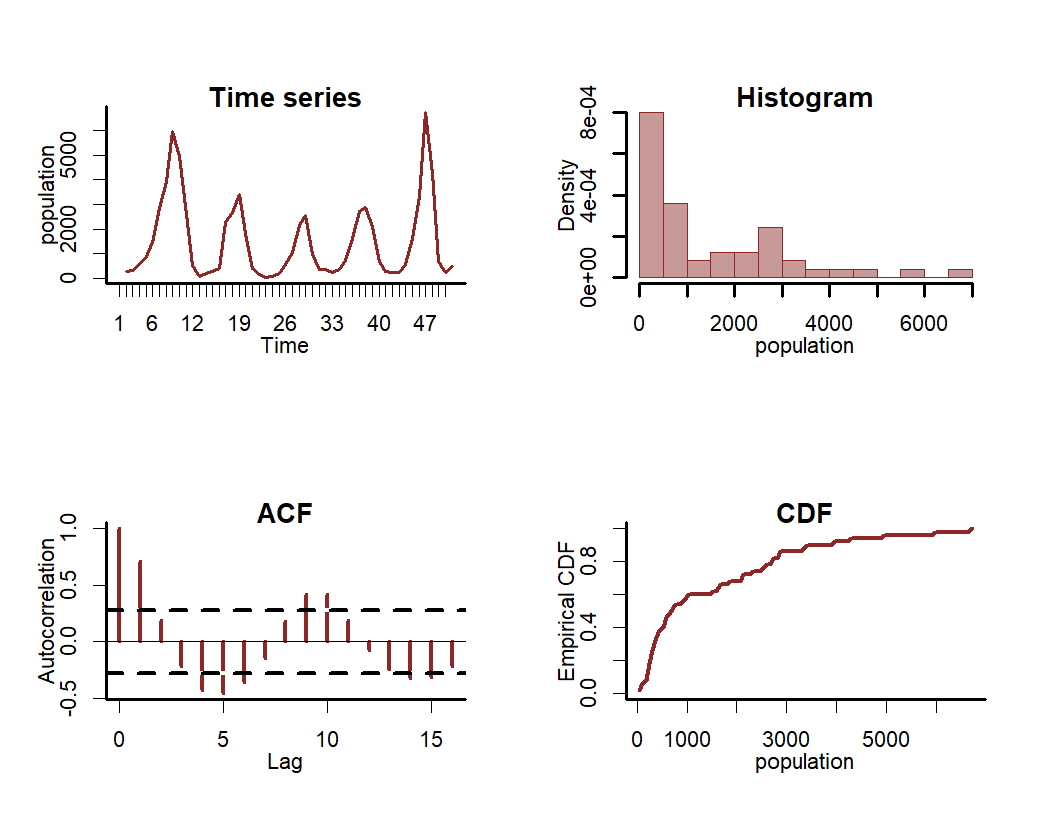 Time series
population
0 2000 5000
1 6 12 19 26 33 40 47
Time
Histogram
Density
0e+00 4e-04 8e-04
0 2000 4000 6000
population
ACF
Autocorrelation
-0.5 0.0 0.5 1.0
0 5 10 15
Lag
CDF
Empirical CDF
0.0 0.4 0.8
0 1000 3000 5000
population